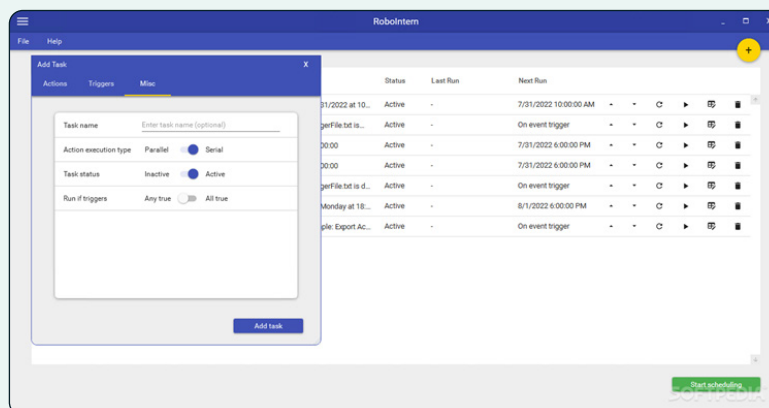 RoboIntern
File Help
Add Task X
Actions Triggers Misc
Task name Enter task name (optional)
Action execution type Parallel Serial
Task status Inactive Active
Run if triggers Any true All true
Add task
Status Last Run Next Run
31/2022 at 10... Active - 7/31/2022 10:00:00 AM
gerFile.txt is... Active - On event trigger
00:00 Active - 7/31/2022 6:00:00 PM
00:00 Active - 7/31/2022 6:00:00 PM
gerFile.txt is d... Active - On event trigger
Monday at 18:... Active - 8/1/2022 6:00:00 PM
ple: Export Ac... Active - On event trigger
Start scheduling
SOFTPEDIA